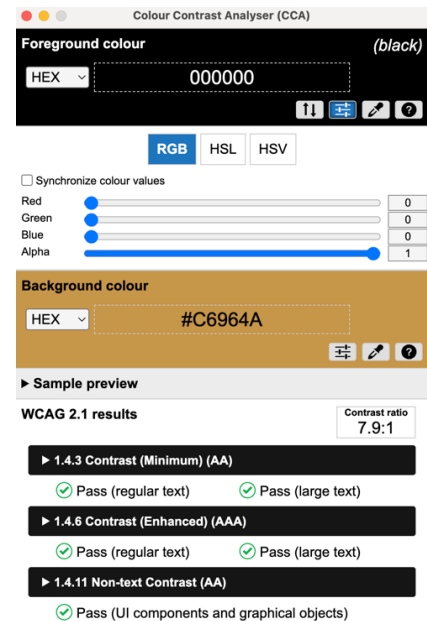 Colour Contrast Analyser (CCA)
Foreground colour (black)
HEX 000000
RGB HSL HSV
Synchronize colour values
Red 0
Green 0
Blue 0
Alpha 1
Background colour
HEX #C6964A
Sample preview
WCAG 2.1 results
Contrast ratio
7.9:1
1.4.3 Contrast (Minimum) (AA)
Pass (regular text) Pass (large text)
1.4.6 Contrast (Enhanced) (AAA)
Pass (regular text) Pass (large text)
1.4.11 Non-text Contrast (AA)
Pass (UI components and graphical objects)